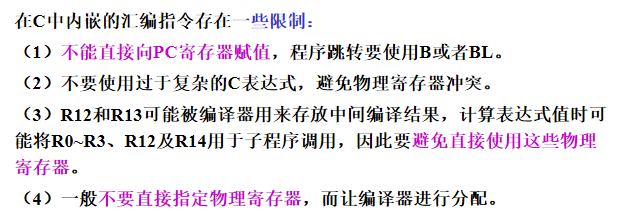 在C中内嵌的汇编指令存在一些限制：
（1）不能直接向PC寄存器赋值，程序跳转要使用B或者BL。
（2）不要使用过于复杂的C表达式，避免物理寄存器冲突。
（3）R12和R13可能被编译器用来存放中间编译结果，计算表达式值时可
能将R0~R3、R12及R14用于子程序调用，因此要避免直接使用这些物理
寄存器。
（4）一般不要直接指定物理寄存器，而让编译器进行分配。